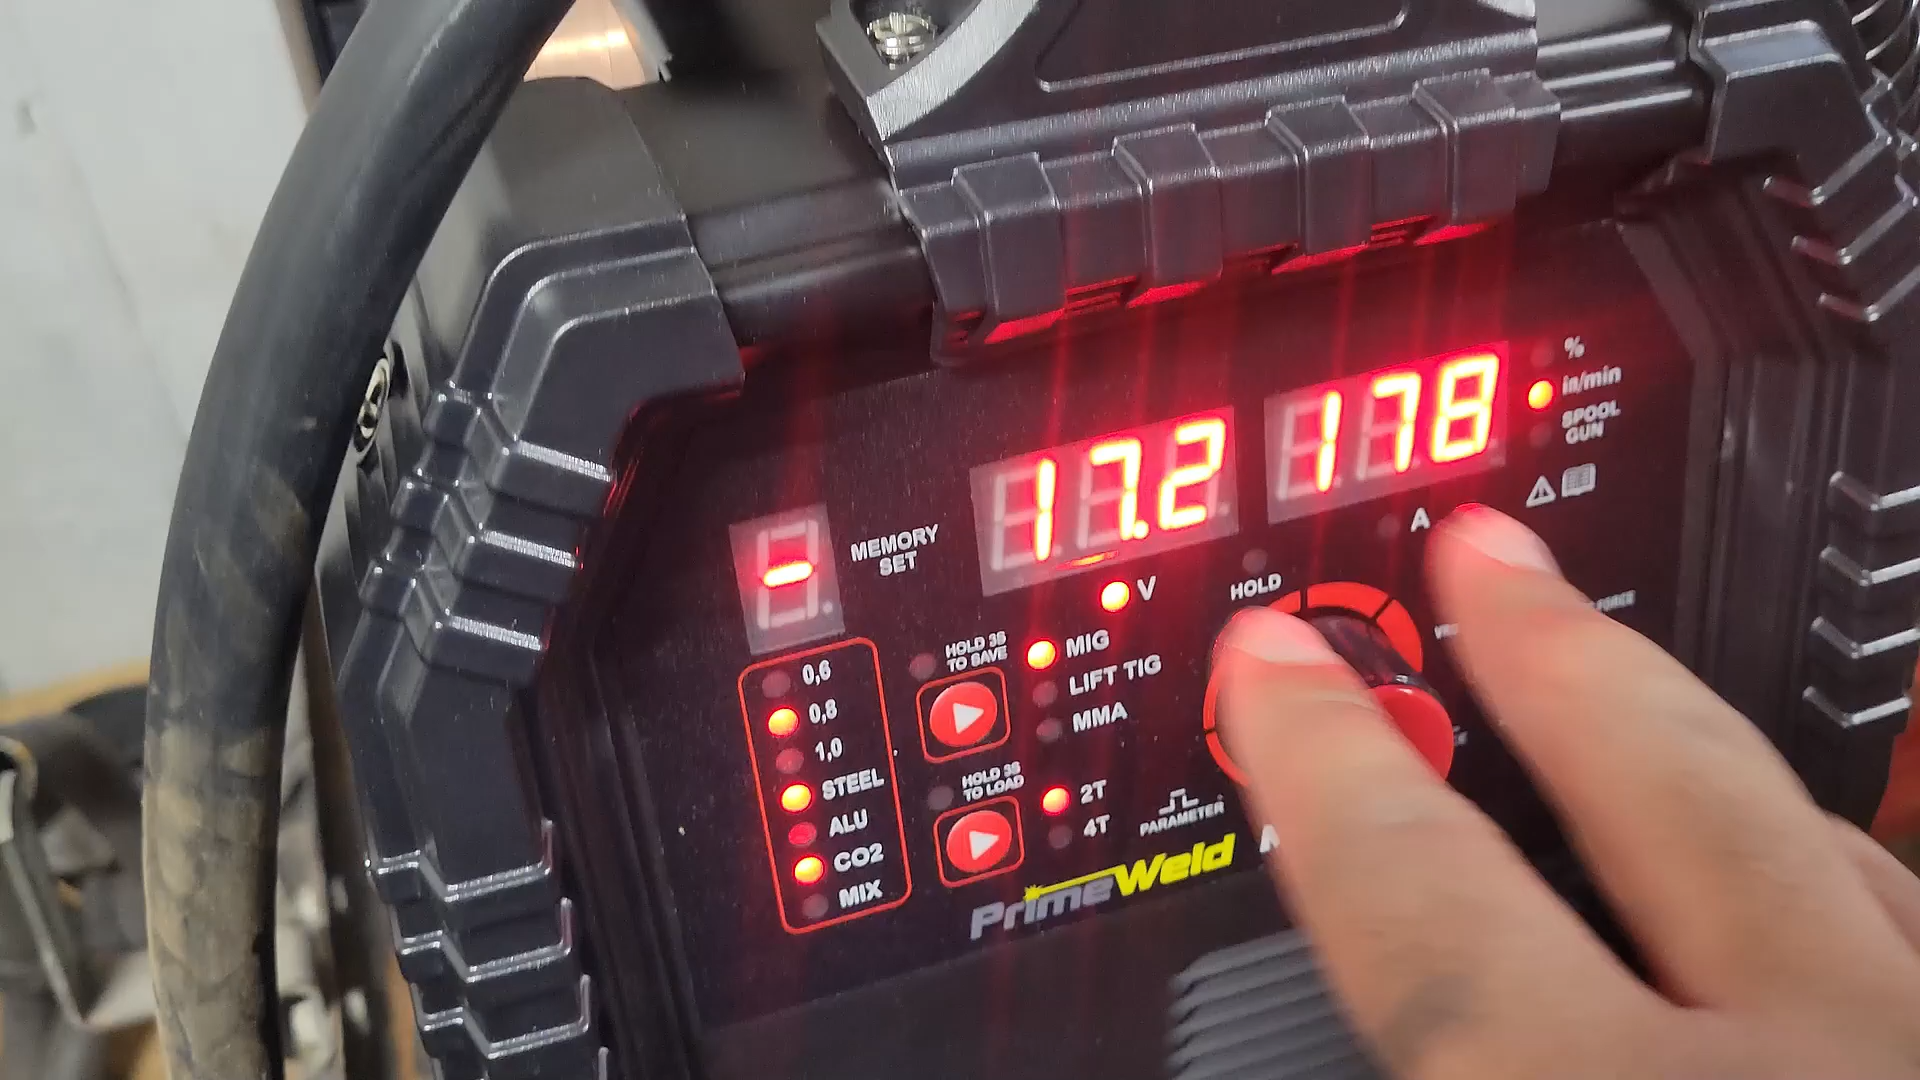 %
in/min
SPOOL
GUN
17.2
178
-
MEMORY
SET
A
V
HOLD
0,6
0,8
1,0
STEEL
ALU
CO2
MIX
HOLD 3S
TO SAVE
HOLD 3S
TO LOAD
MIG
LIFT TIG
MMA
2T
4T
PARAMETER
PrimeWeld